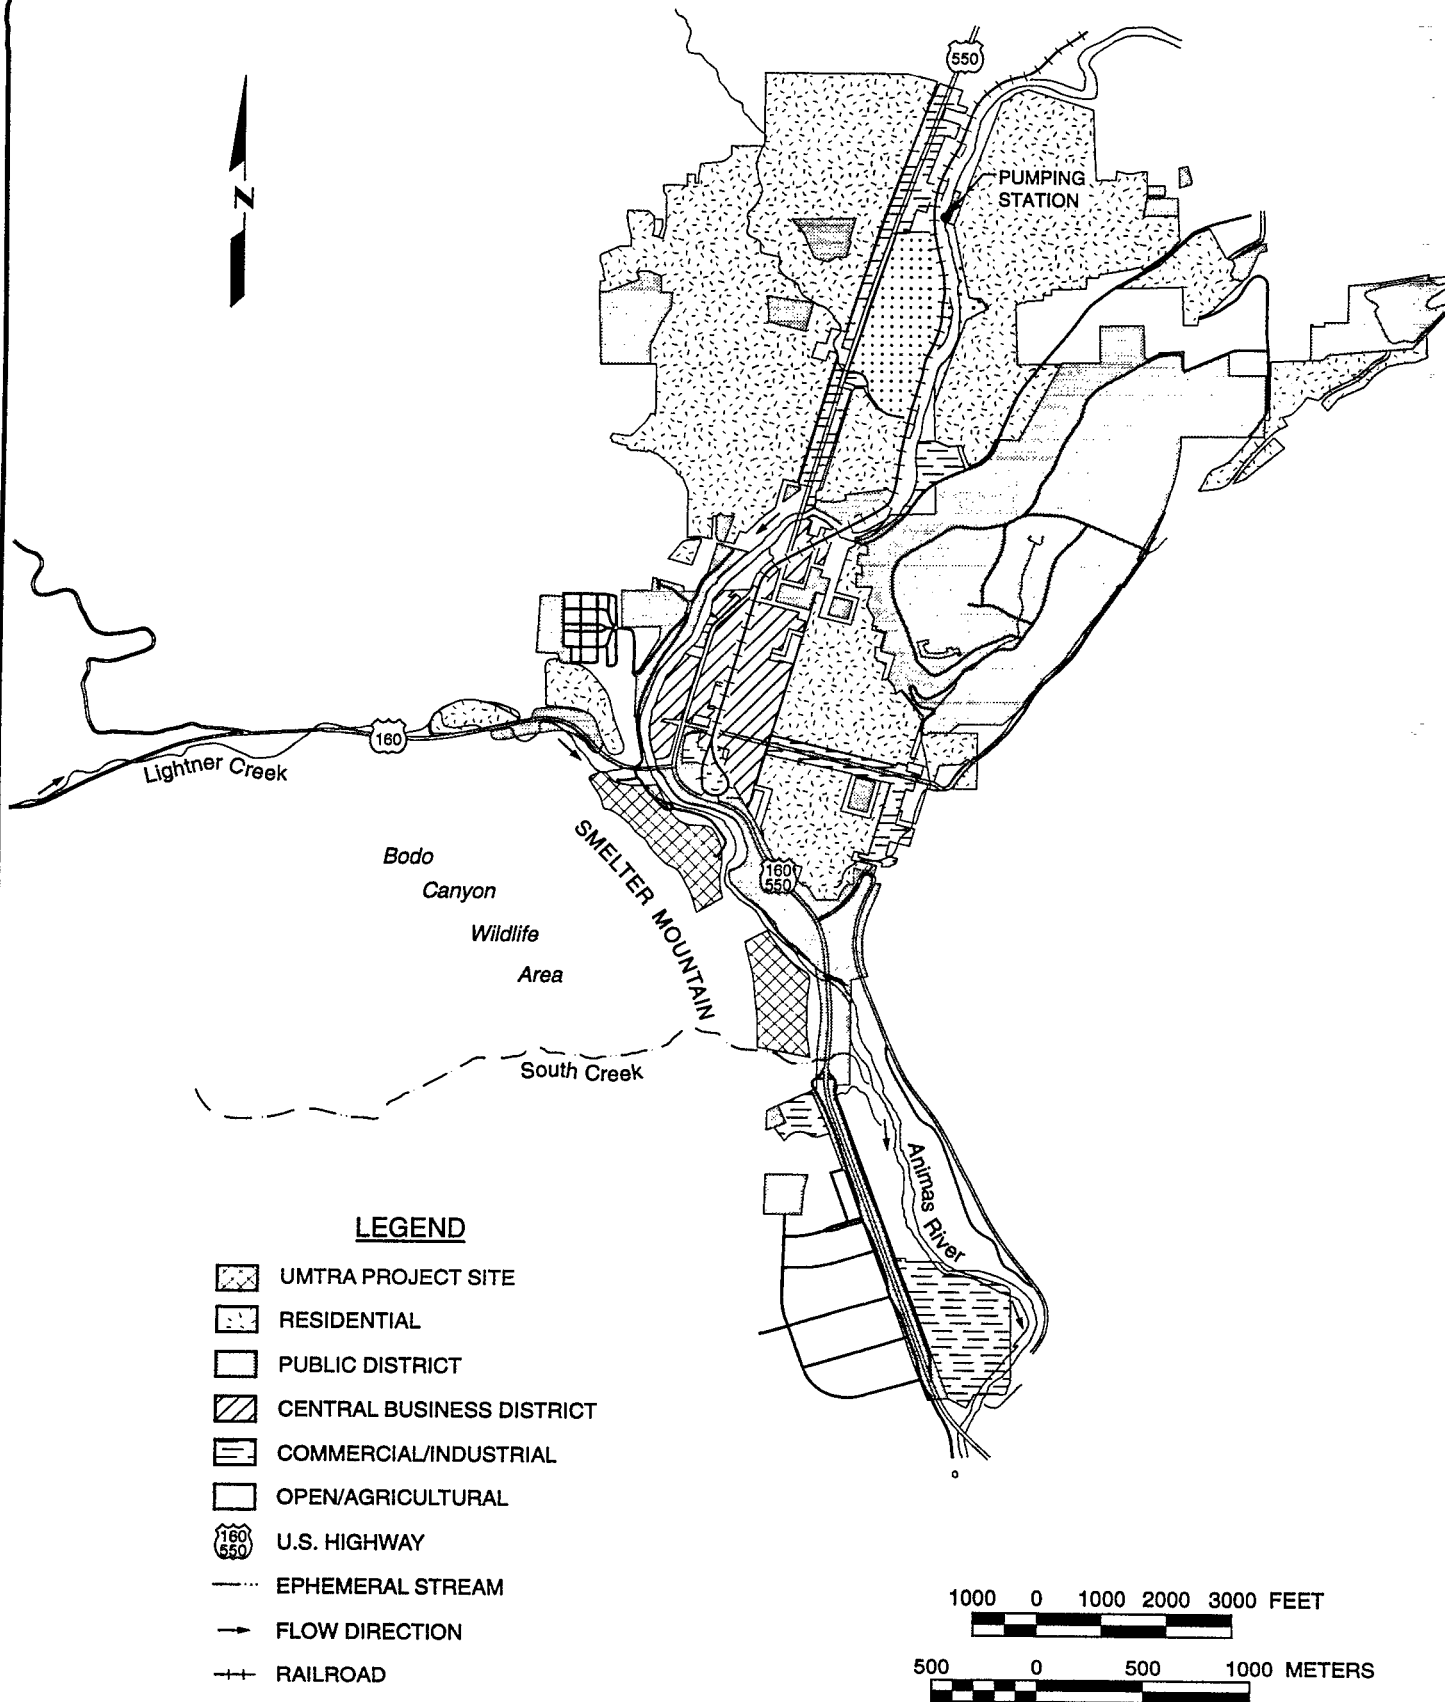 550
N
PUMPING
STATION
160
Lightner Creek
Bodo
Canyon
Wildlife
Area
SMELTER MOUNTAIN
160
550
South Creek
Animas River
LEGEND
UMTRA PROJECT SITE
RESIDENTIAL
PUBLIC DISTRICT
CENTRAL BUSINESS DISTRICT
COMMERCIAL/INDUSTRIAL
OPEN/AGRICULTURAL
160
550
U.S. HIGHWAY
EPHEMERAL STREAM
FLOW DIRECTION
RAILROAD
1000 0 1000 2000 3000 FEET
500 0 500 1000 METERS